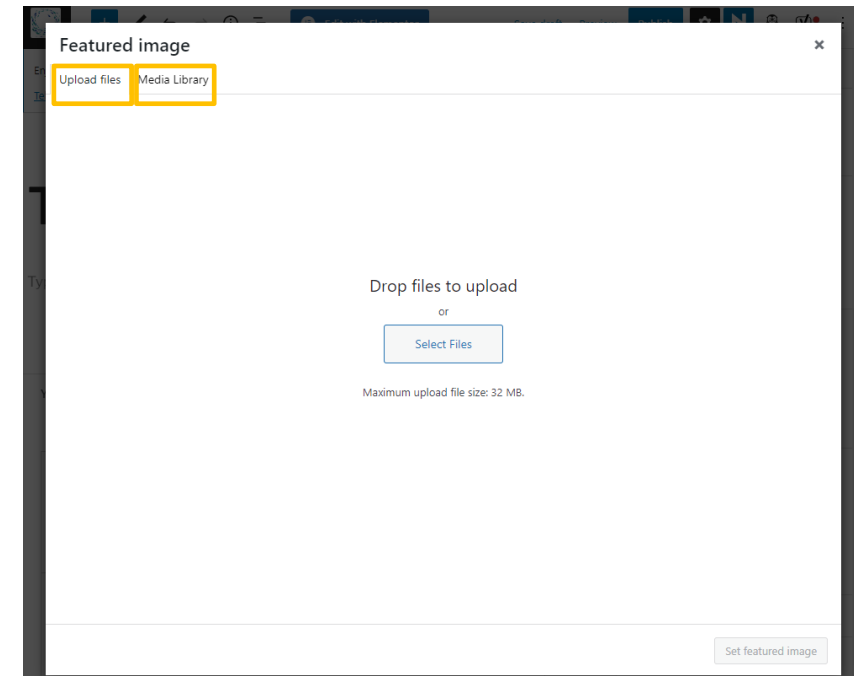 Featured image
Upload files Media Library
Drop files to upload
or
Select Files
Maximum upload file size: 32 MB.
Set featured image